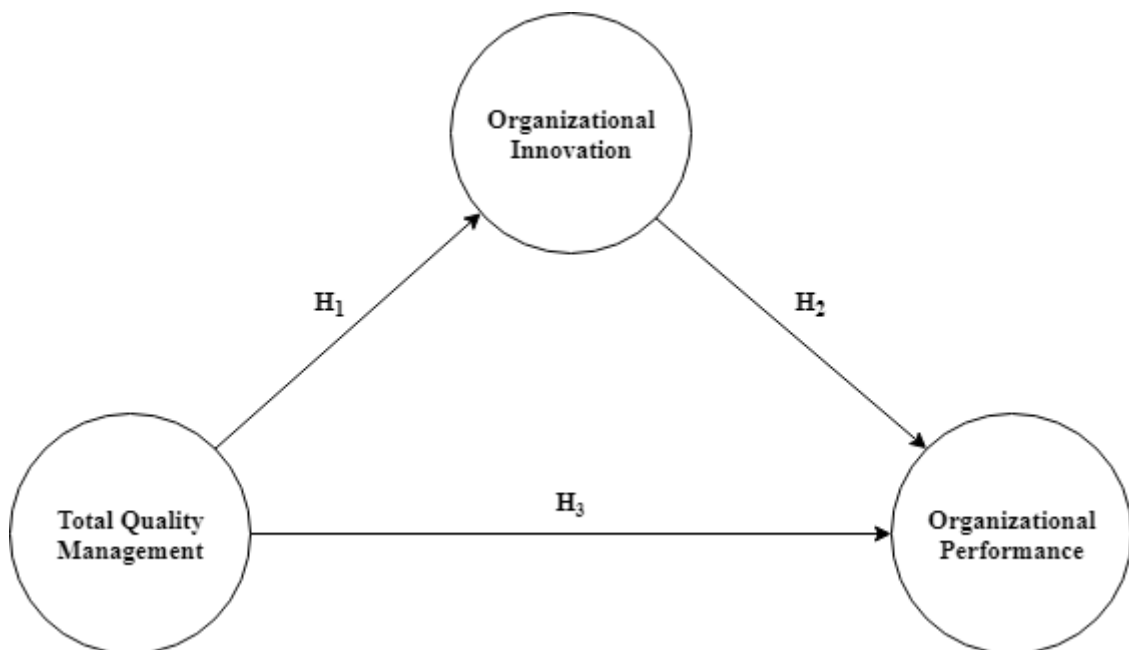 Organizational
Innovation
H₁
H₂
H₃
Total Quality
Management
Organizational
Performance